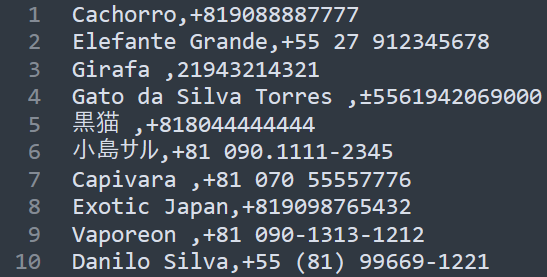 1 Cachorro,+819088887777
2 Elefante Grande,+55 27 912345678
3 Girafa ,21943214321
4 Gato da Silva Torres ,±5561942069000
5 黒猫 ,+818044444444
6 小島サル,+81 090.1111-2345
7 Capivara ,+81 070 55557776
8 Exotic Japan,+819098765432
9 Vaporeon ,+81 090-1313-1212
10 Danilo Silva,+55 (81) 99669-1221